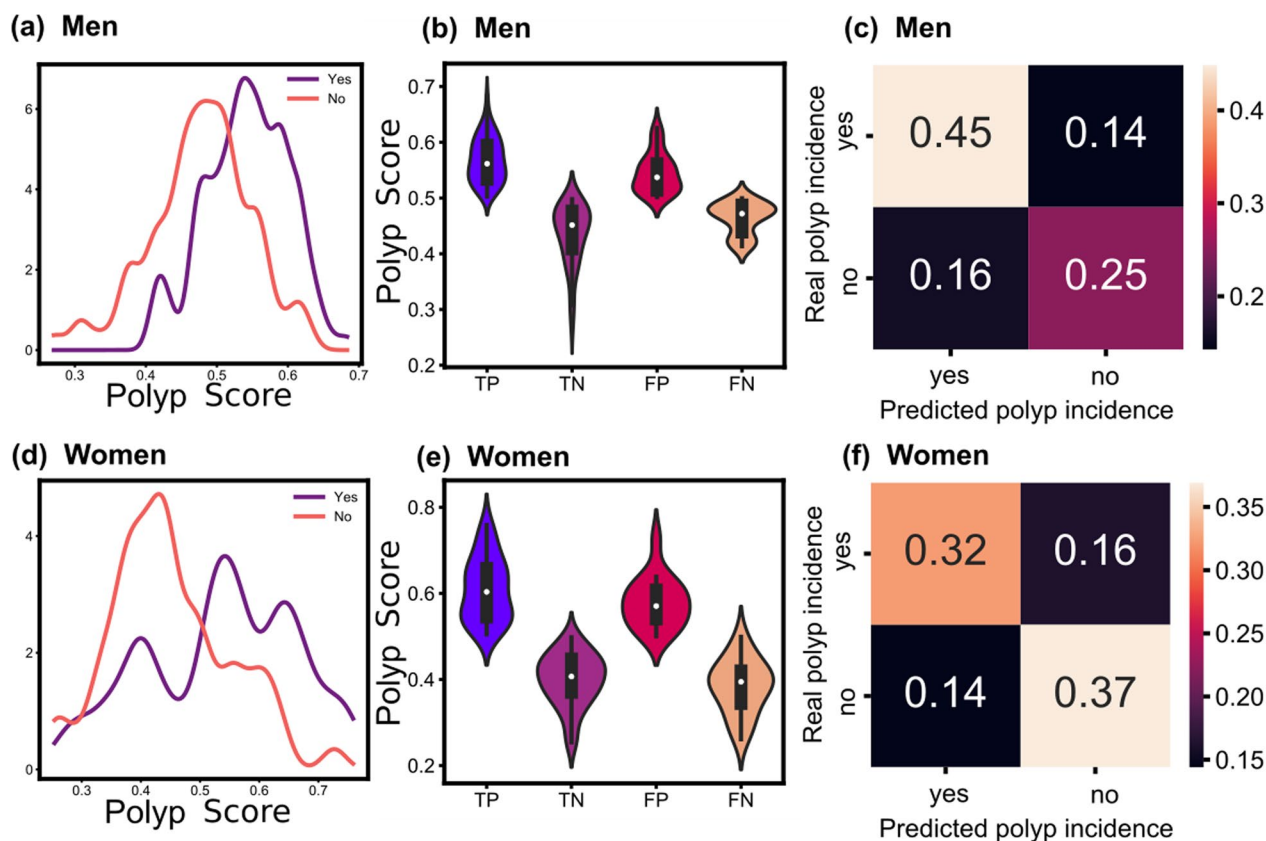 (a) Men
Yes
No
6
4
2
0
0.3 0.4 0.5 0.6 0.7
Polyp Score
(b) Men
Polyp Score
0.7
0.6
0.5
0.4
0.3
0.2
TP TN FP FN
(c) Men
Real polyp incidence
yes
no
0.45 0.14
0.16 0.25
yes no
Predicted polyp incidence
0.4
0.3
0.2
(d) Women
Yes
No
4
2
0
0.3 0.4 0.5 0.6 0.7
Polyp Score
(e) Women
Polyp Score
0.8
0.6
0.4
0.2
TP TN FP FN
(f) Women
Real polyp incidence
yes
no
0.32 0.16
0.14 0.37
yes no
Predicted polyp incidence
0.35
0.30
0.25
0.20
0.15